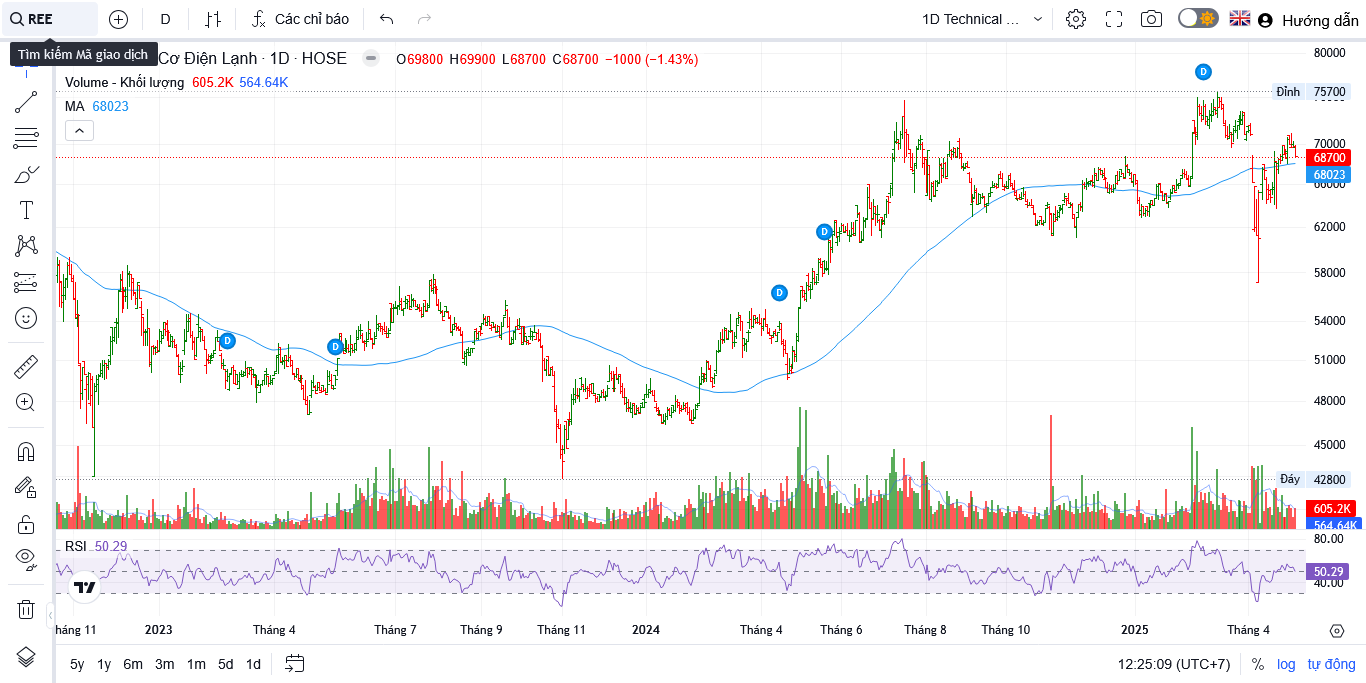 REE
D
Các chỉ báo
1D Technical ...
Hướng dẫn
Tìm kiếm Mã giao dịch
Cơ Điện Lạnh · 1D · HOSE
O69800 H69900 L68700 C68700 −1000 (−1.43%)
Volume - Khối lượng 605.2K 564.64K
MA 68023
80000
Đỉnh 75700
70000
68700
68023
66000
62000
58000
54000
51000
48000
45000
Đáy 42800
605.2K
564.64K
D
D
D
D
D
RSI 50.29
80.00
50.29
40.00
háng 11
2023
Tháng 4
Tháng 7
Tháng 9
Tháng 11
2024
Tháng 4
Tháng 6
Tháng 8
Tháng 10
2025
Tháng 4
5y 1y 6m 3m 1m 5d 1d
12:25:09 (UTC+7)
% log tự động